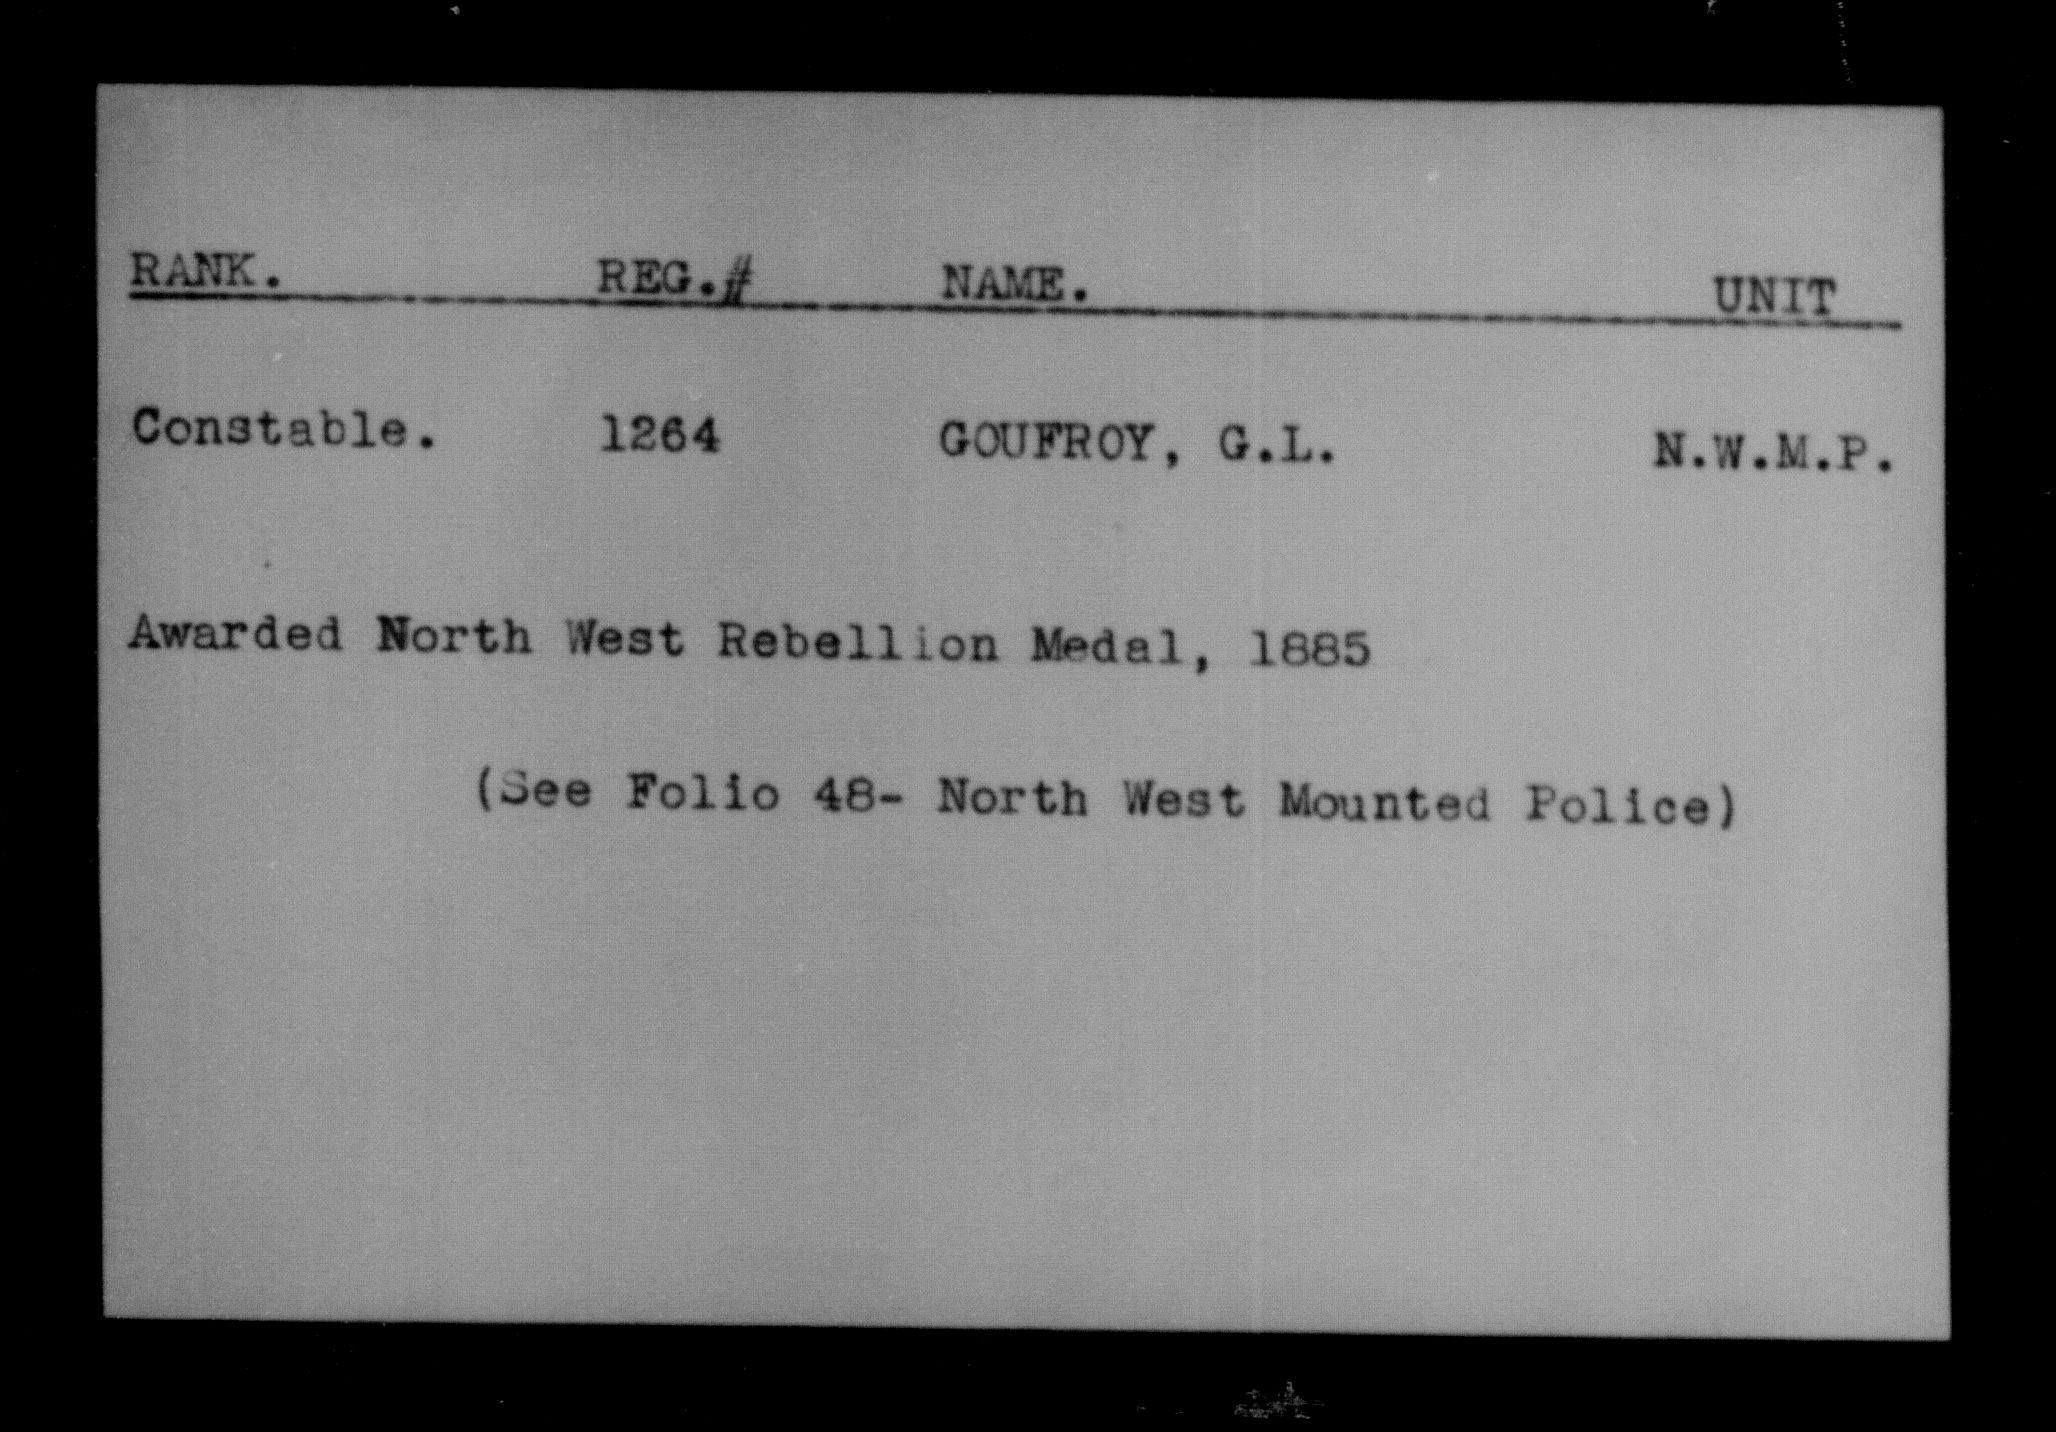 RANK. REG.# NAME. UNIT
Constable. 1264 GOUFROY, G.L. N.W.M.P.
Awarded North West Rebellion Medal, 1885
(See Folio 48- North West Mounted Police)